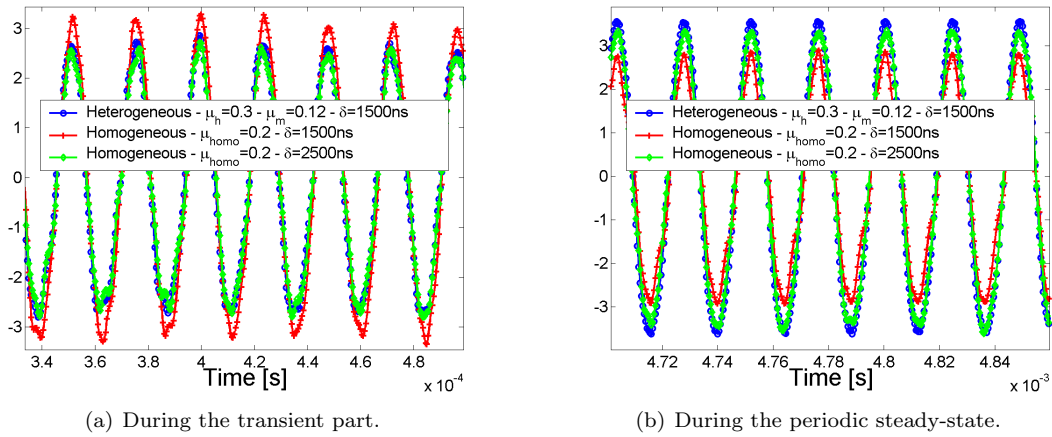 3
2
1
0
-1
-2
-3
Heterogeneous - μh=0.3 - μm=0.12 - δ=1500ns
Homogeneous - μhomo=0.2 - δ=1500ns
Homogeneous - μhomo=0.2 - δ=2500ns
3.4 3.6 3.8 4 4.2 4.4 4.6 4.8
Time [s]
x 10-4
(a) During the transient part.
3
2
1
0
-1
-2
-3
Heterogeneous - μh=0.3 - μm=0.12 - δ=1500ns
Homogeneous - μhomo=0.2 - δ=1500ns
Homogeneous - μhomo=0.2 - δ=2500ns
4.72 4.74 4.76 4.78 4.8 4.82 4.84
Time [s]
x 10-3
(b) During the periodic steady-state.